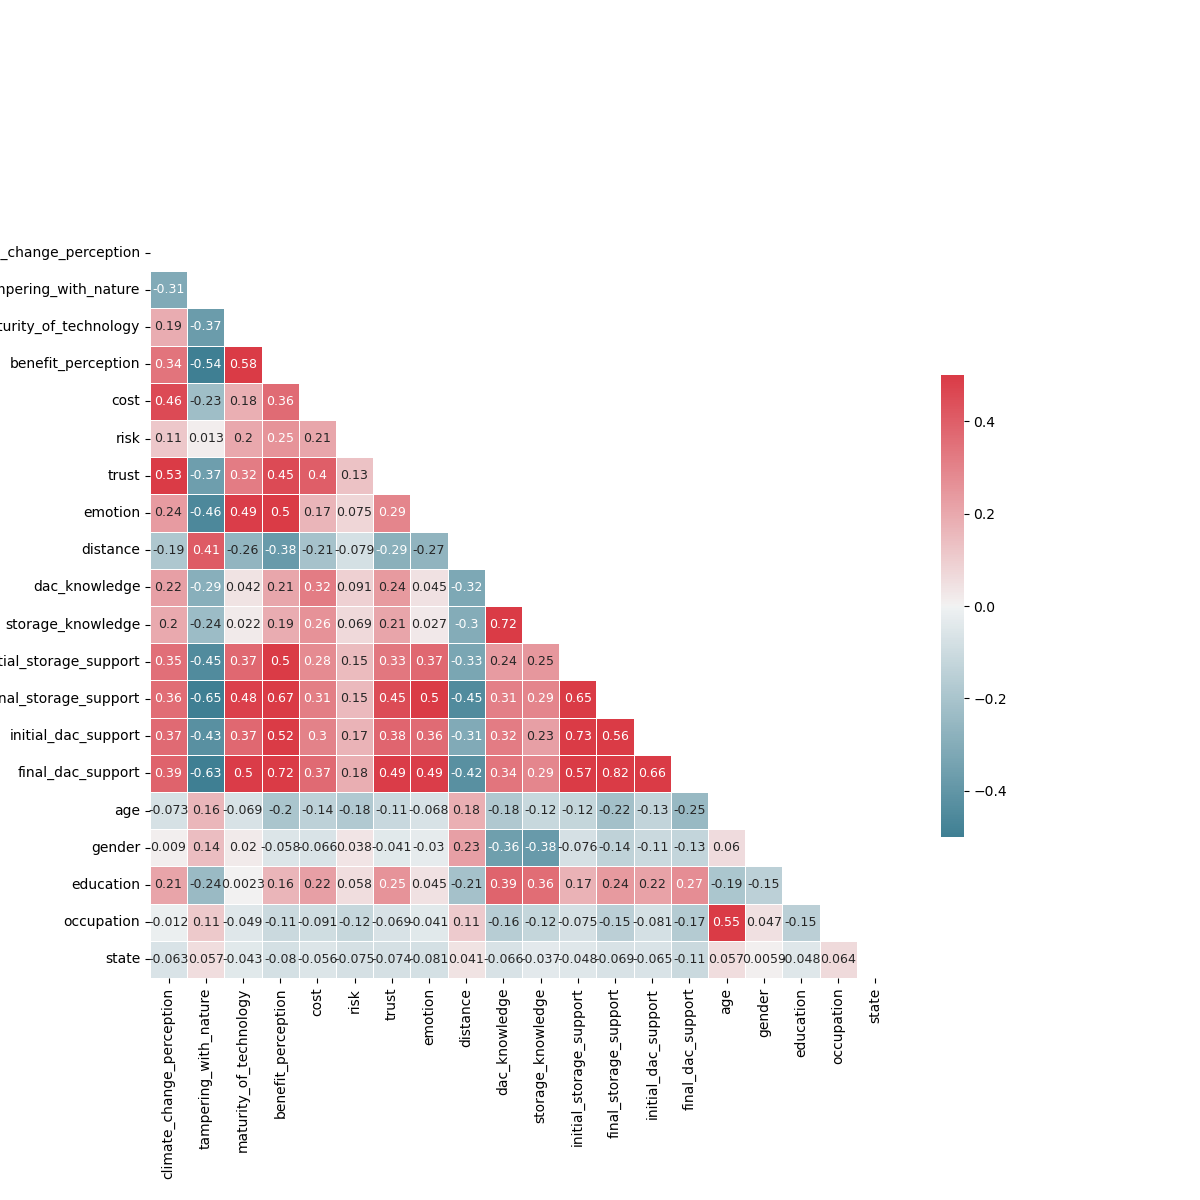 _change_perception
mpering_with_nature -0.31
turity_of_technology 0.19 -0.37
benefit_perception 0.34 -0.54 0.58
cost 0.46 -0.23 0.18 0.36
risk 0.11 0.013 0.2 0.25 0.21
trust 0.53 -0.37 0.32 0.45 0.4 0.13
emotion 0.24 -0.46 0.49 0.5 0.17 0.075 0.29
distance -0.19 0.41 -0.26 -0.38 -0.21 -0.079 -0.29 -0.27
dac_knowledge 0.22 -0.29 0.042 0.21 0.32 0.091 0.24 0.045 -0.32
storage_knowledge 0.2 -0.24 0.022 0.19 0.26 0.069 0.21 0.027 -0.3 0.72
tial_storage_support 0.35 -0.45 0.37 0.5 0.28 0.15 0.33 0.37 -0.33 0.24 0.25
nal_storage_support 0.36 -0.65 0.48 0.67 0.31 0.15 0.45 0.5 -0.45 0.31 0.29 0.65
initial_dac_support 0.37 -0.43 0.37 0.52 0.3 0.17 0.38 0.36 -0.31 0.32 0.23 0.73 0.56
final_dac_support 0.39 -0.63 0.5 0.72 0.37 0.18 0.49 0.49 -0.42 0.34 0.29 0.57 0.82 0.66
age -0.073 0.16 -0.069 -0.2 -0.14 -0.18 -0.11 -0.068 0.18 -0.18 -0.12 -0.12 -0.22 -0.13 -0.25
gender 0.009 0.14 0.02 -0.058 -0.066 0.038 -0.041 -0.03 0.23 -0.36 -0.38 -0.076 -0.14 -0.11 -0.13 0.06
education 0.21 -0.24 0.0023 0.16 0.22 0.058 0.25 0.045 -0.21 0.39 0.36 0.17 0.24 0.22 0.27 -0.19 -0.15
occupation -0.012 0.11 -0.049 -0.11 -0.091 -0.12 -0.069 -0.041 0.11 -0.16 -0.12 -0.075 -0.15 -0.081 -0.17 0.55 0.047 -0.15
state -0.063 0.057 -0.043 -0.08 -0.056 -0.075 -0.074 -0.081 0.041 -0.066 -0.037 -0.048 -0.069 -0.065 -0.11 0.057 0.0059 -0.048 0.064
climate_change_perception
tampering_with_nature
maturity_of_technology
benefit_perception
cost
risk
trust
emotion
distance
dac_knowledge
storage_knowledge
initial_storage_support
final_storage_support
initial_dac_support
final_dac_support
age
gender
education
occupation
state
0.4
0.2
0.0
−0.2
−0.4